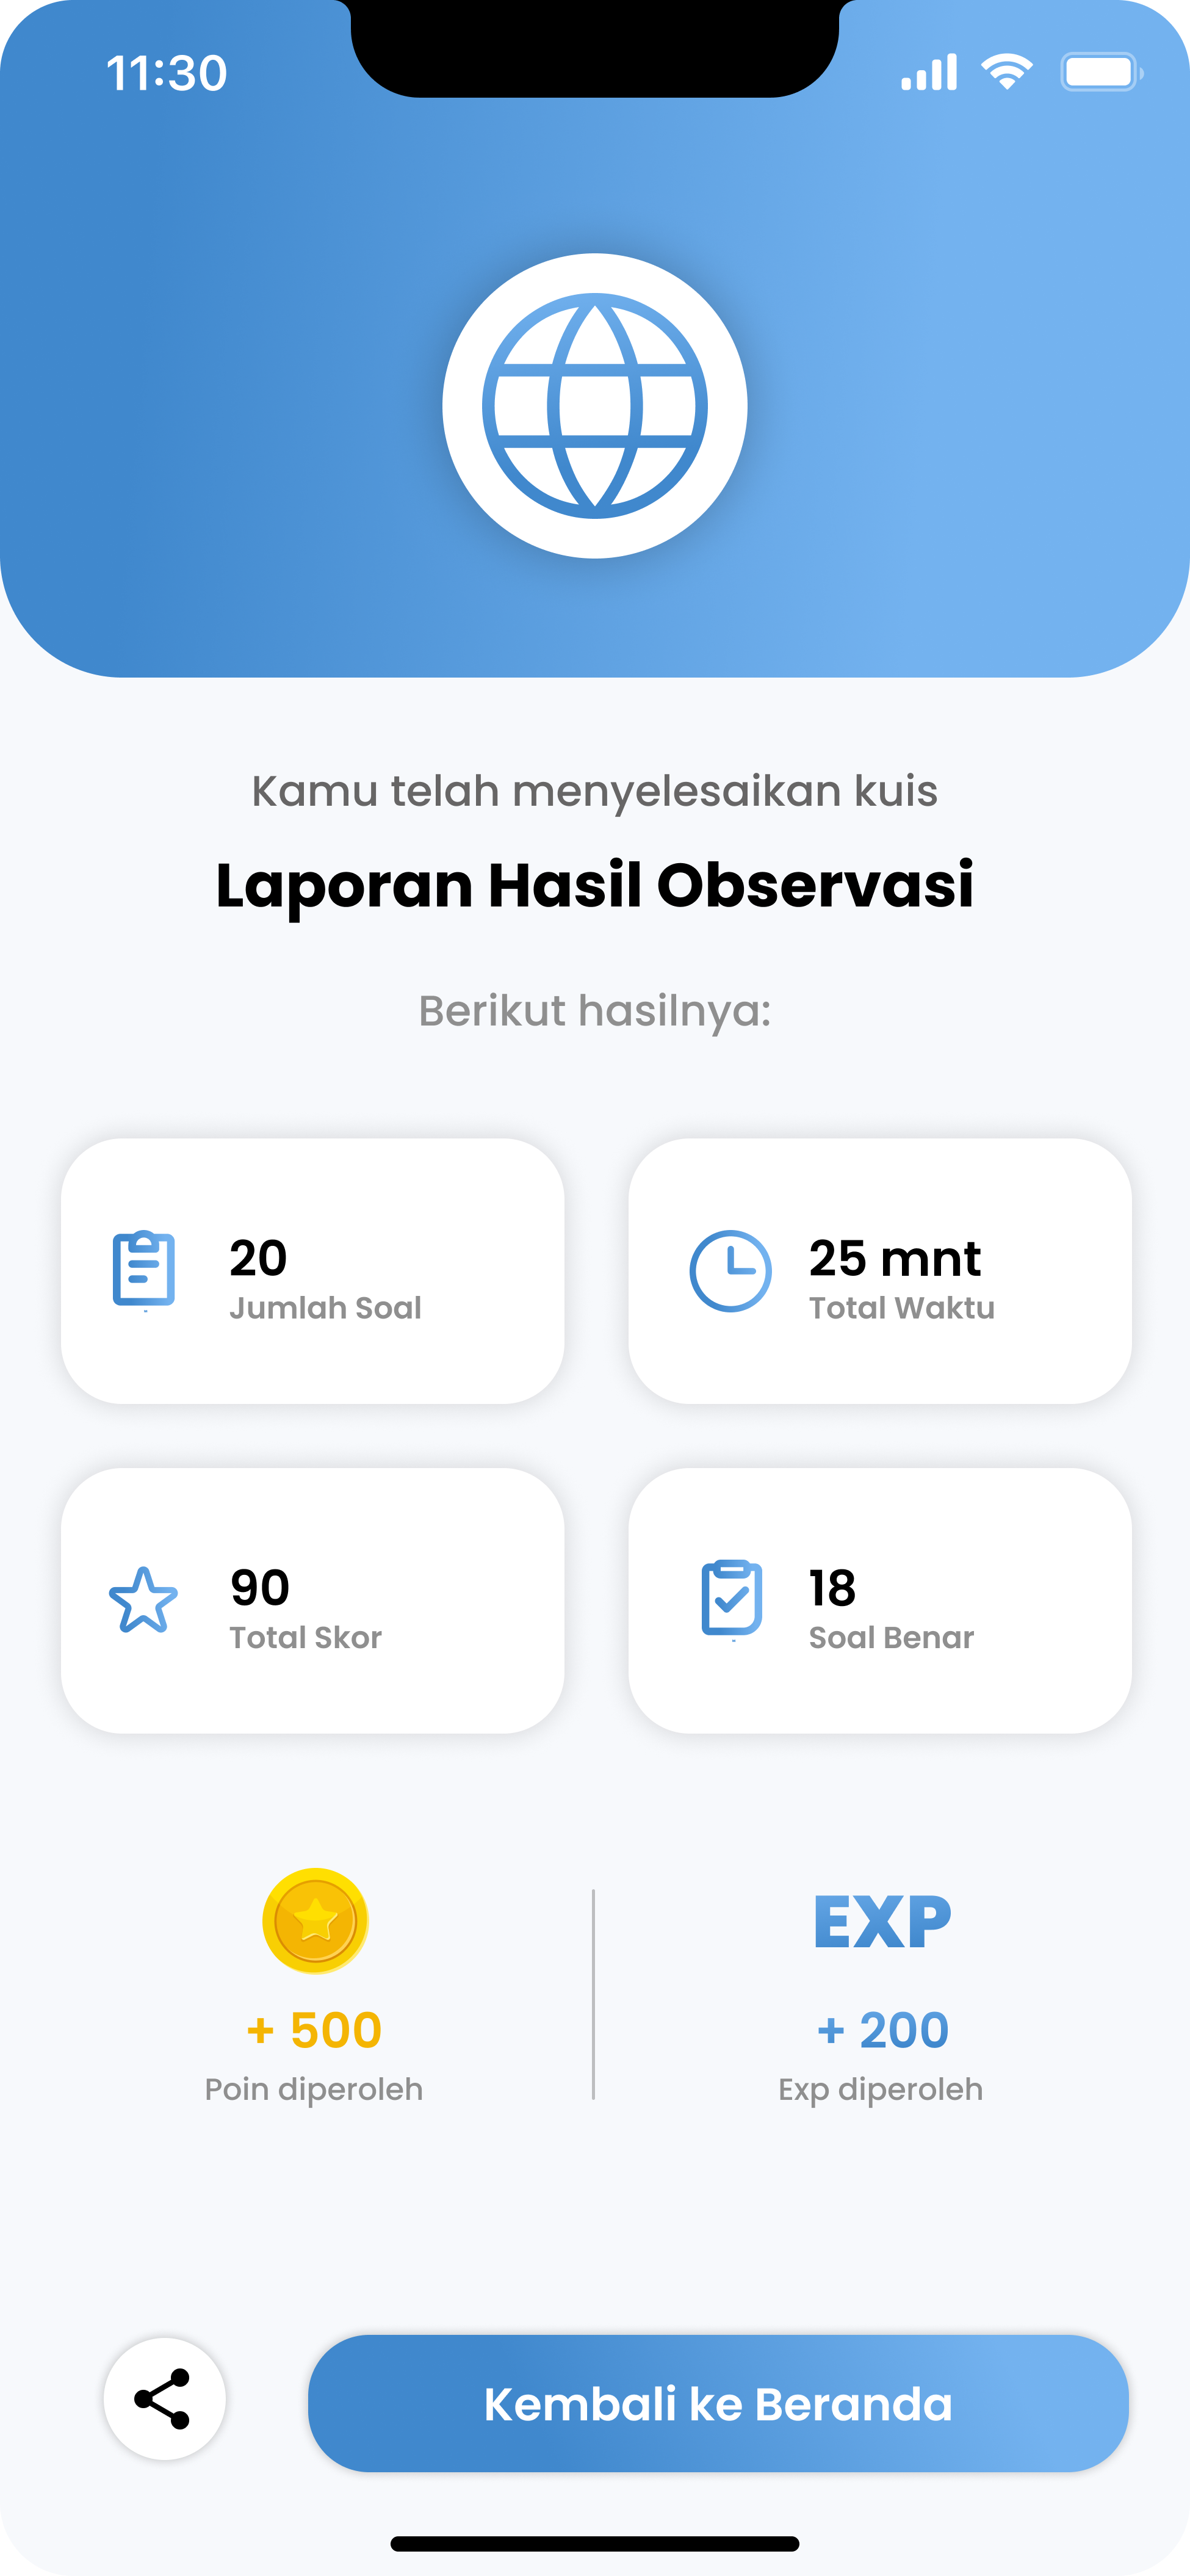 11:30
Kamu telah menyelesaikan kuis
Laporan Hasil Observasi
Berikut hasilnya:
20
Jumlah Soal
25 mnt
Total Waktu
90
Total Skor
18
Soal Benar
+ 500
Poin diperoleh
EXP
+ 200
Exp diperoleh
Kembali ke Beranda